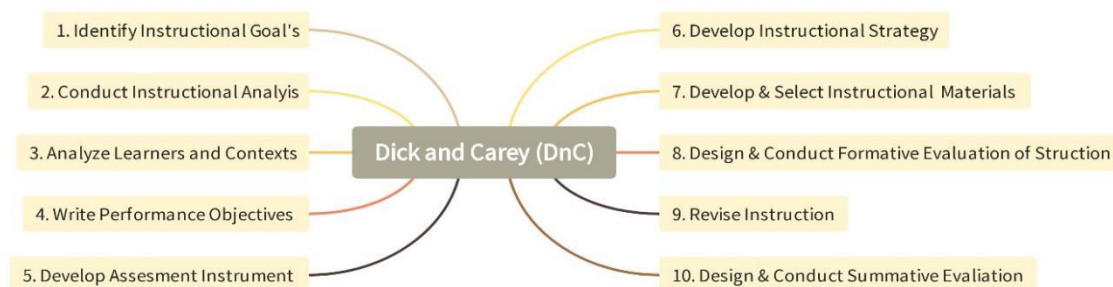 1. Identify Instructional Goal's
2. Conduct Instructional Analyis
3. Analyze Learners and Contexts
4. Write Performance Objectives
5. Develop Assesment Instrument
Dick and Carey (DnC)
6. Develop Instructional Strategy
7. Develop & Select Instructional Materials
8. Design & Conduct Formative Evaluation of Struction
9. Revise Instruction
10. Design & Conduct Summative Evaliation